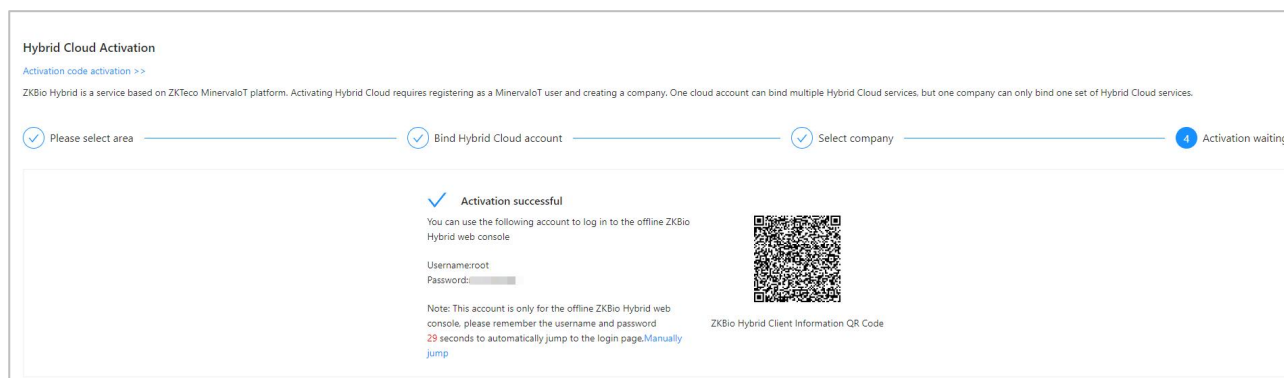 Hybrid Cloud Activation
Activation code activation >>
ZKBio Hybrid is a service based on ZKTeco MinervaIoT platform. Activating Hybrid Cloud requires registering as a MinervaIoT user and creating a company. One cloud account can bind multiple Hybrid Cloud services, but one company can only bind one set of Hybrid Cloud services.
Please select area Bind Hybrid Cloud account Select company 4 Activation waiting
Activation successful
You can use the following account to log in to the offline ZKBio
Hybrid web console
Username:root
Password:
Note: This account is only for the offline ZKBio Hybrid web
console, please remember the username and password
29 seconds to automatically jump to the login page.Manually
jump
ZKBio Hybrid Client Information QR Code